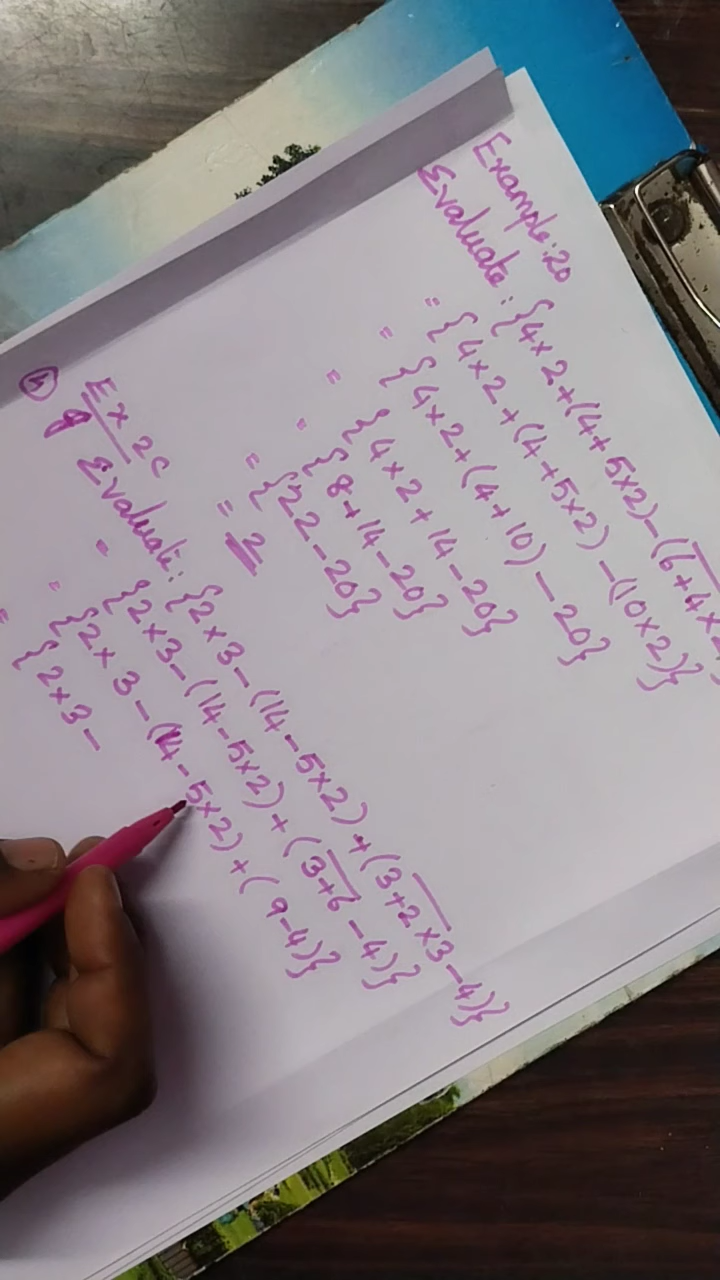 Example: 20
Evaluate: {4×2+(4+5×2)-(6+4×2
= {4×2+(4+5×2)-(10×2)}
= {4×2+(4+10)-20}
= {4×2+14-20}
= {8+14-20}
= {22-20}
= 2
Ex 2c
④ Evaluate: {2×3-(14-5×2)+(3+2×3-4)}
= {2×3-(14-5×2)+(3+6-4)}
= {2×3-(14-5×2)+(9-4)}
= {2×3-